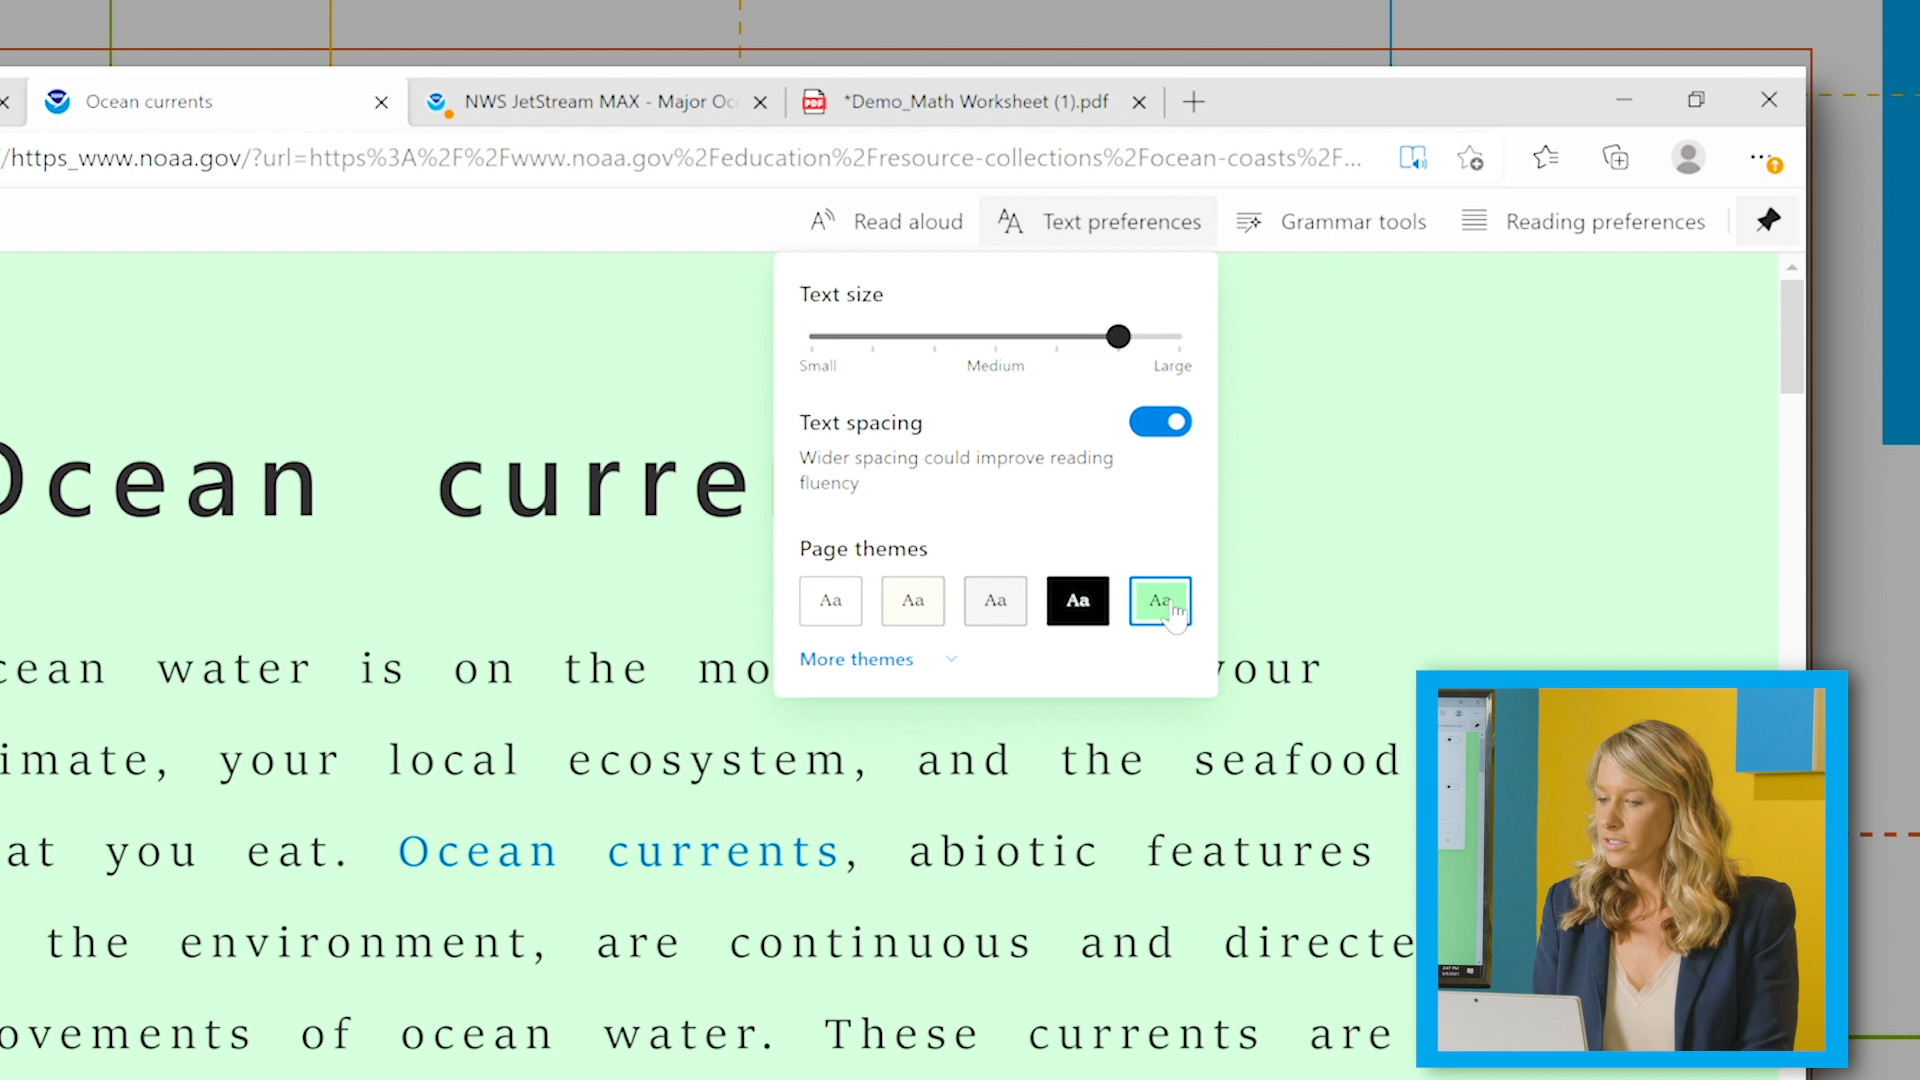 Ocean currents
NWS JetStream MAX - Major Oc
PDF
*Demo_Math Worksheet (1).pdf
/https_www.noaa.gov/?url=https%3A%2F%2Fwww.noaa.gov%2Feducation%2Fresource-collections%2Focean-coasts%2F...
Read aloud
Text preferences
Grammar tools
Reading preferences
Text size
Small Medium Large
Text spacing
Wider spacing could improve reading
fluency
Page themes
Aa Aa Aa Aa Aa
More themes
Ocean curre
cean water is on the mo your
imate, your local ecosystem, and the seafood
at you eat. Ocean currents, abiotic features
the environment, are continuous and directe
ovements of ocean water. These currents are